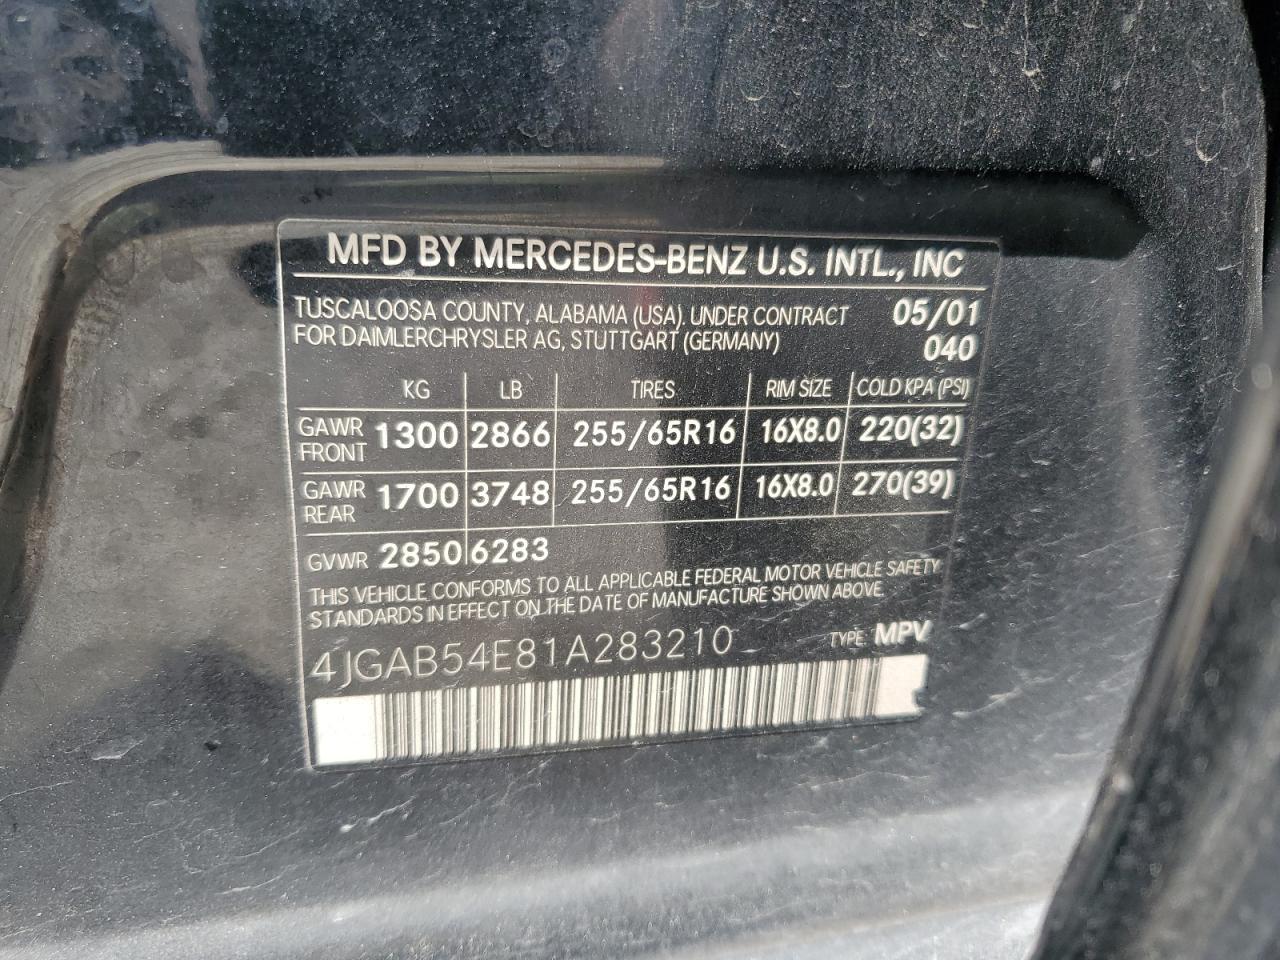 MFD BY MERCEDES-BENZ U.S. INTL., INC
TUSCALOOSA COUNTY, ALABAMA (USA), UNDER CONTRACT 05/01
FOR DAIMLERCHRYSLER AG, STUTTGART (GERMANY) 040
KG LB TIRES RIM SIZE COLD KPA (PSI)
GAWR FRONT 1300 2866 255/65R16 16X8.0 220(32)
GAWR REAR 1700 3748 255/65R16 16X8.0 270(39)
GVWR 2850 6283
THIS VEHICLE CONFORMS TO ALL APPLICABLE FEDERAL MOTOR VEHICLE SAFETY
STANDARDS IN EFFECT ON THE DATE OF MANUFACTURE SHOWN ABOVE.
4JGAB54E81A283210 TYPE: MPV